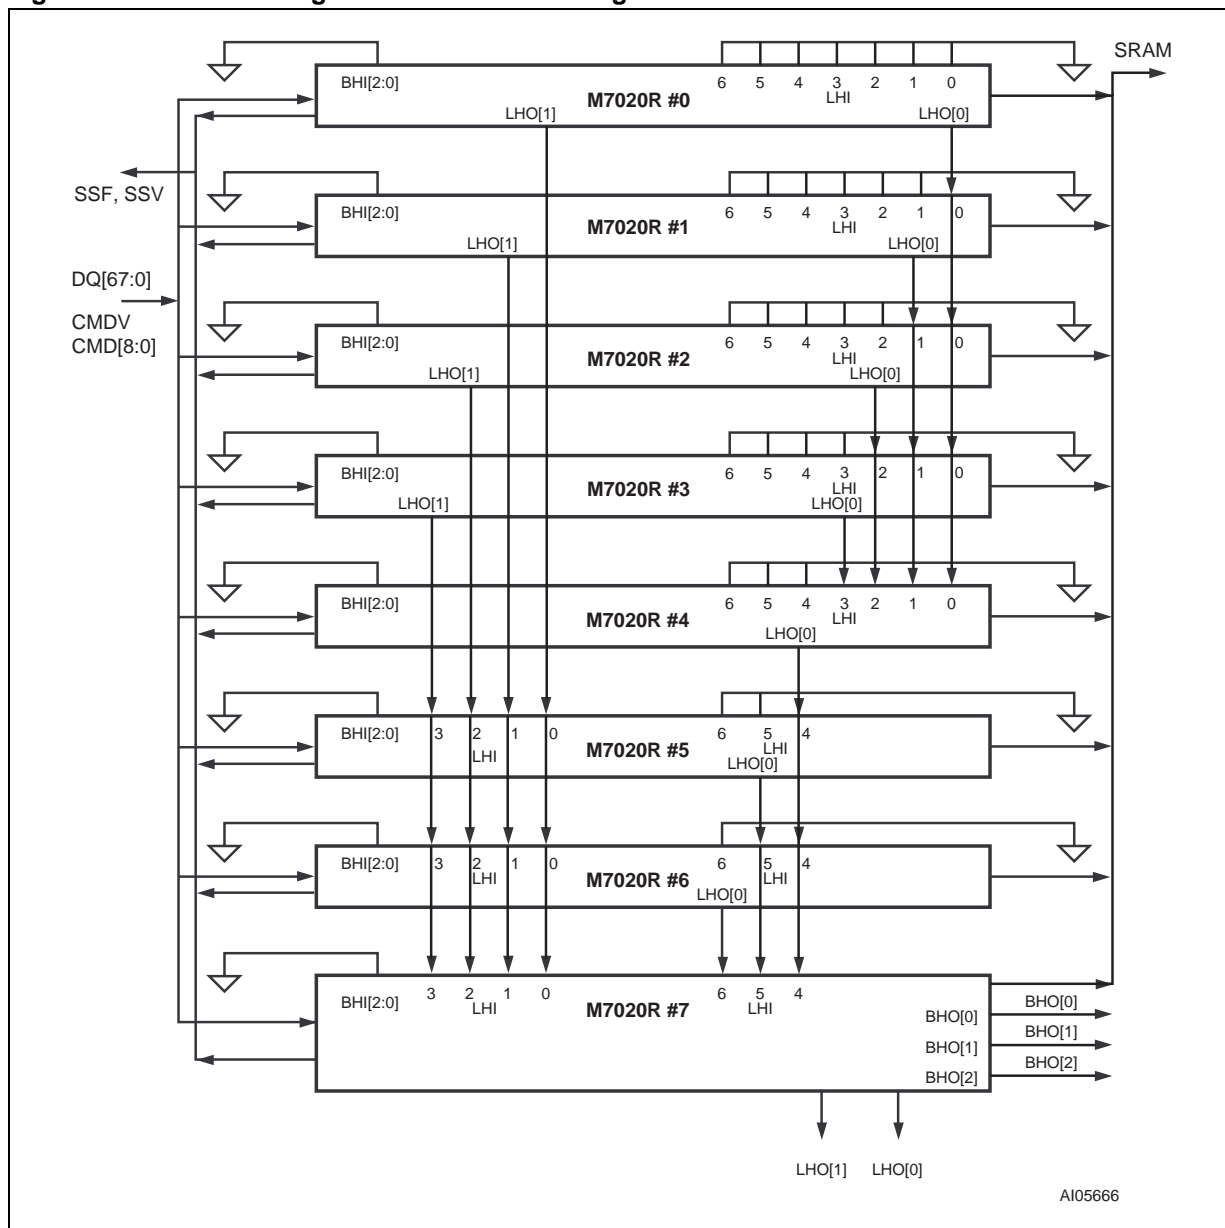 SRAM
BHI[2:0] 6 5 4 3 2 1 0
M7020R #0 LHI
LHO[1] LHO[0]
SSF, SSV
BHI[2:0] 6 5 4 3 2 1 0
M7020R #1 LHI
LHO[1] LHO[0]
DQ[67:0]
CMDV
CMD[8:0]
BHI[2:0] 6 5 4 3 2 1 0
M7020R #2 LHI
LHO[1] LHO[0]
BHI[2:0] 6 5 4 3 2 1 0
M7020R #3 LHI
LHO[1] LHO[0]
BHI[2:0] 6 5 4 3 2 1 0
M7020R #4 LHI
LHO[0]
BHI[2:0] 3 2 1 0 6 5 4
LHI M7020R #5 LHI
LHO[0]
BHI[2:0] 3 2 1 0 6 5 4
LHI M7020R #6 LHI
LHO[0]
BHI[2:0] 3 2 1 0 6 5 4
LHI M7020R #7 LHI
BHO[0] BHO[0]
BHO[1] BHO[1]
BHO[2] BHO[2]
LHO[1] LHO[0]
AI05666